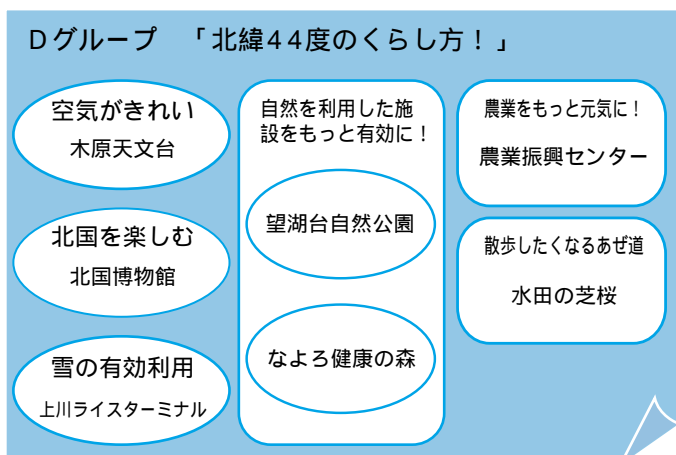 Dグループ　「北緯44度のくらし方！」
空気がきれい
木原天文台
北国を楽しむ
北国博物館
雪の有効利用
上川ライスターミナル
自然を利用した施
設をもっと有効に！
望湖台自然公園
なよろ健康の森
農業をもっと元気に！
農業振興センター
散歩したくなるあぜ道
水田の芝桜